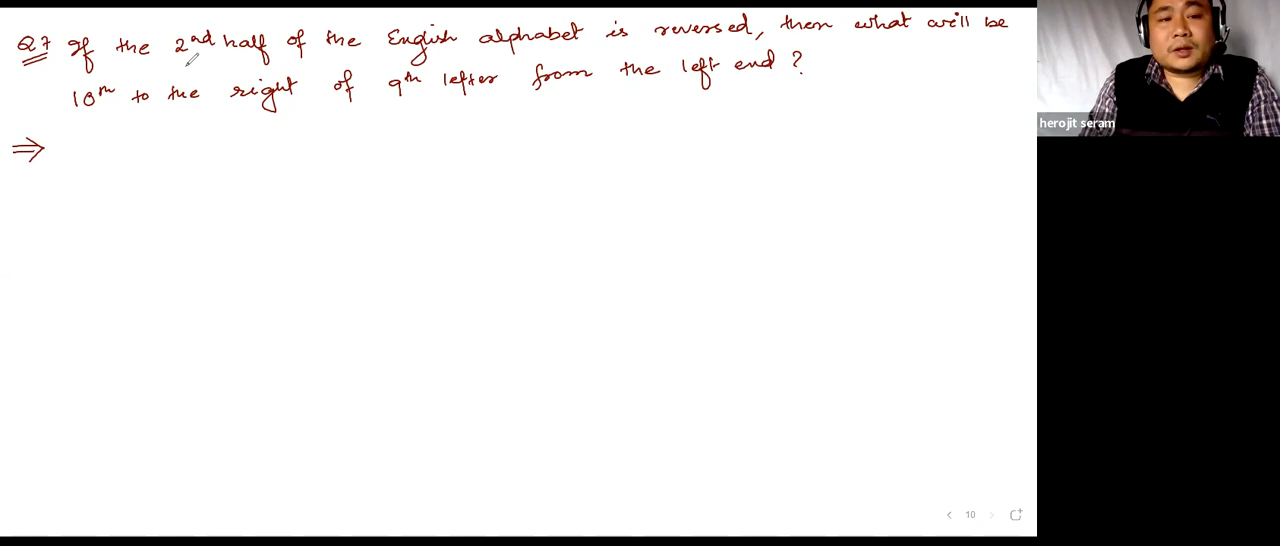 Q7 If the 2nd half of the English alphabet is reversed, then what will be
10th to the right of 9th letter from the left end?
⇒
herojit seram
10